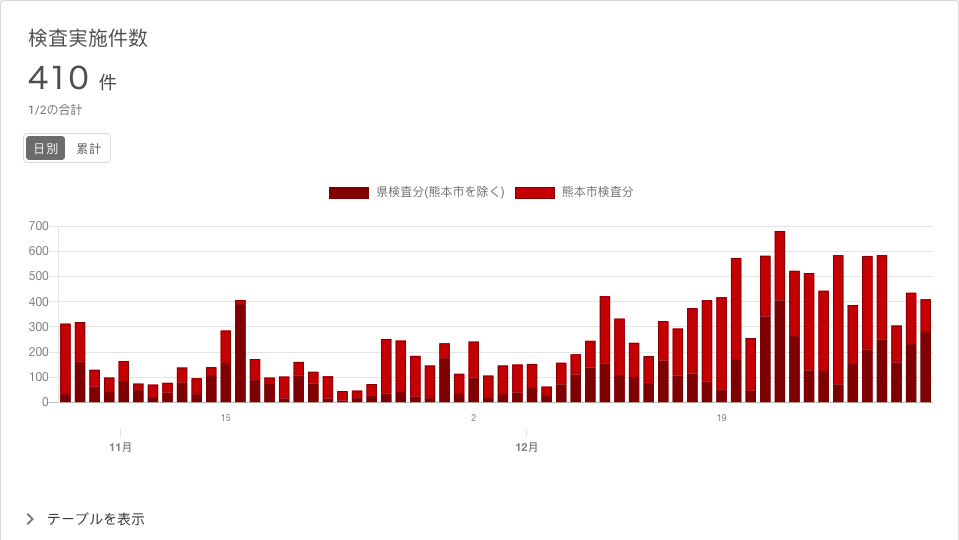 検査実施件数
410 件
1/2の合計
日別 累計
県検査分(熊本市を除く) 熊本市検査分
700
600
500
400
300
200
100
0
15 2 19
11月 12月
テーブルを表示